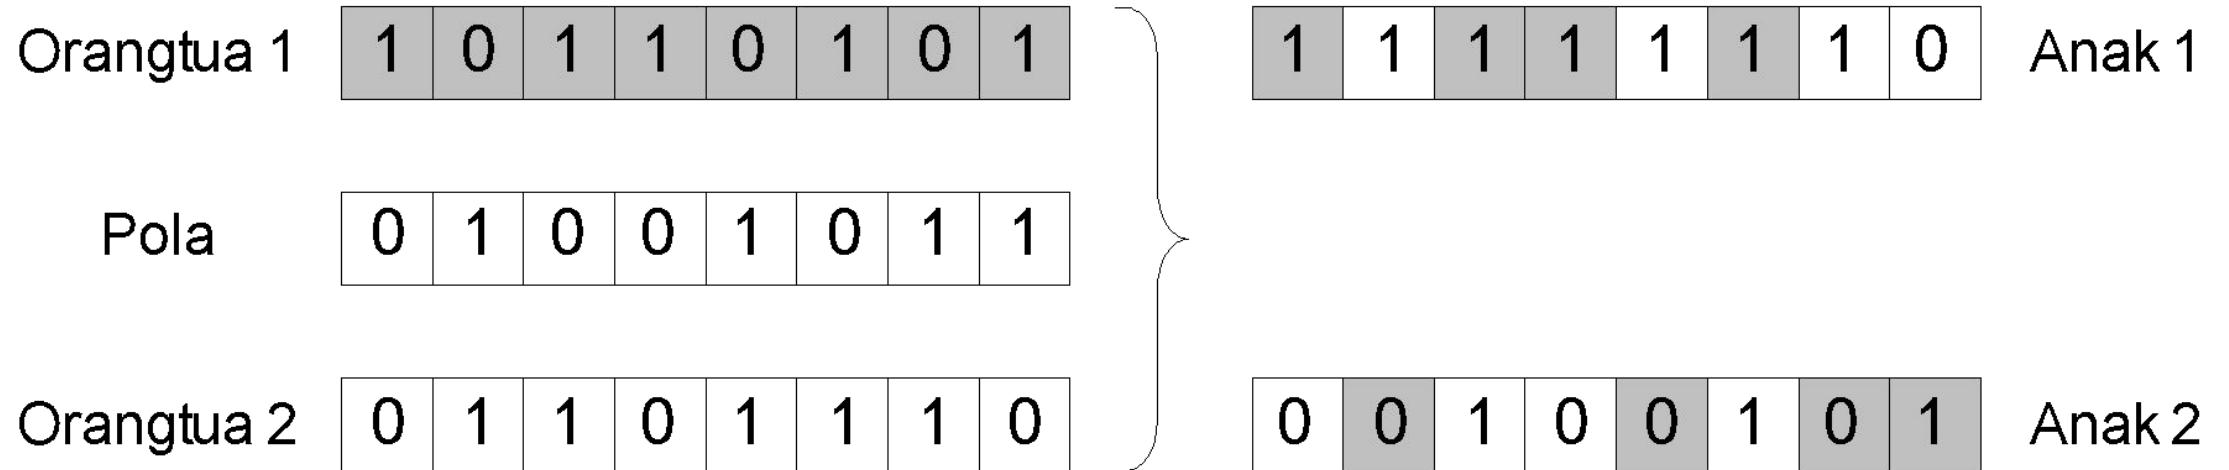 Orangtua 1 1 0 1 1 0 1 0 1 1 1 1 1 1 1 1 0 Anak 1
Pola 0 1 0 0 1 0 1 1
Orangtua 2 0 1 1 0 1 1 1 0 0 0 1 0 0 1 0 1 Anak 2